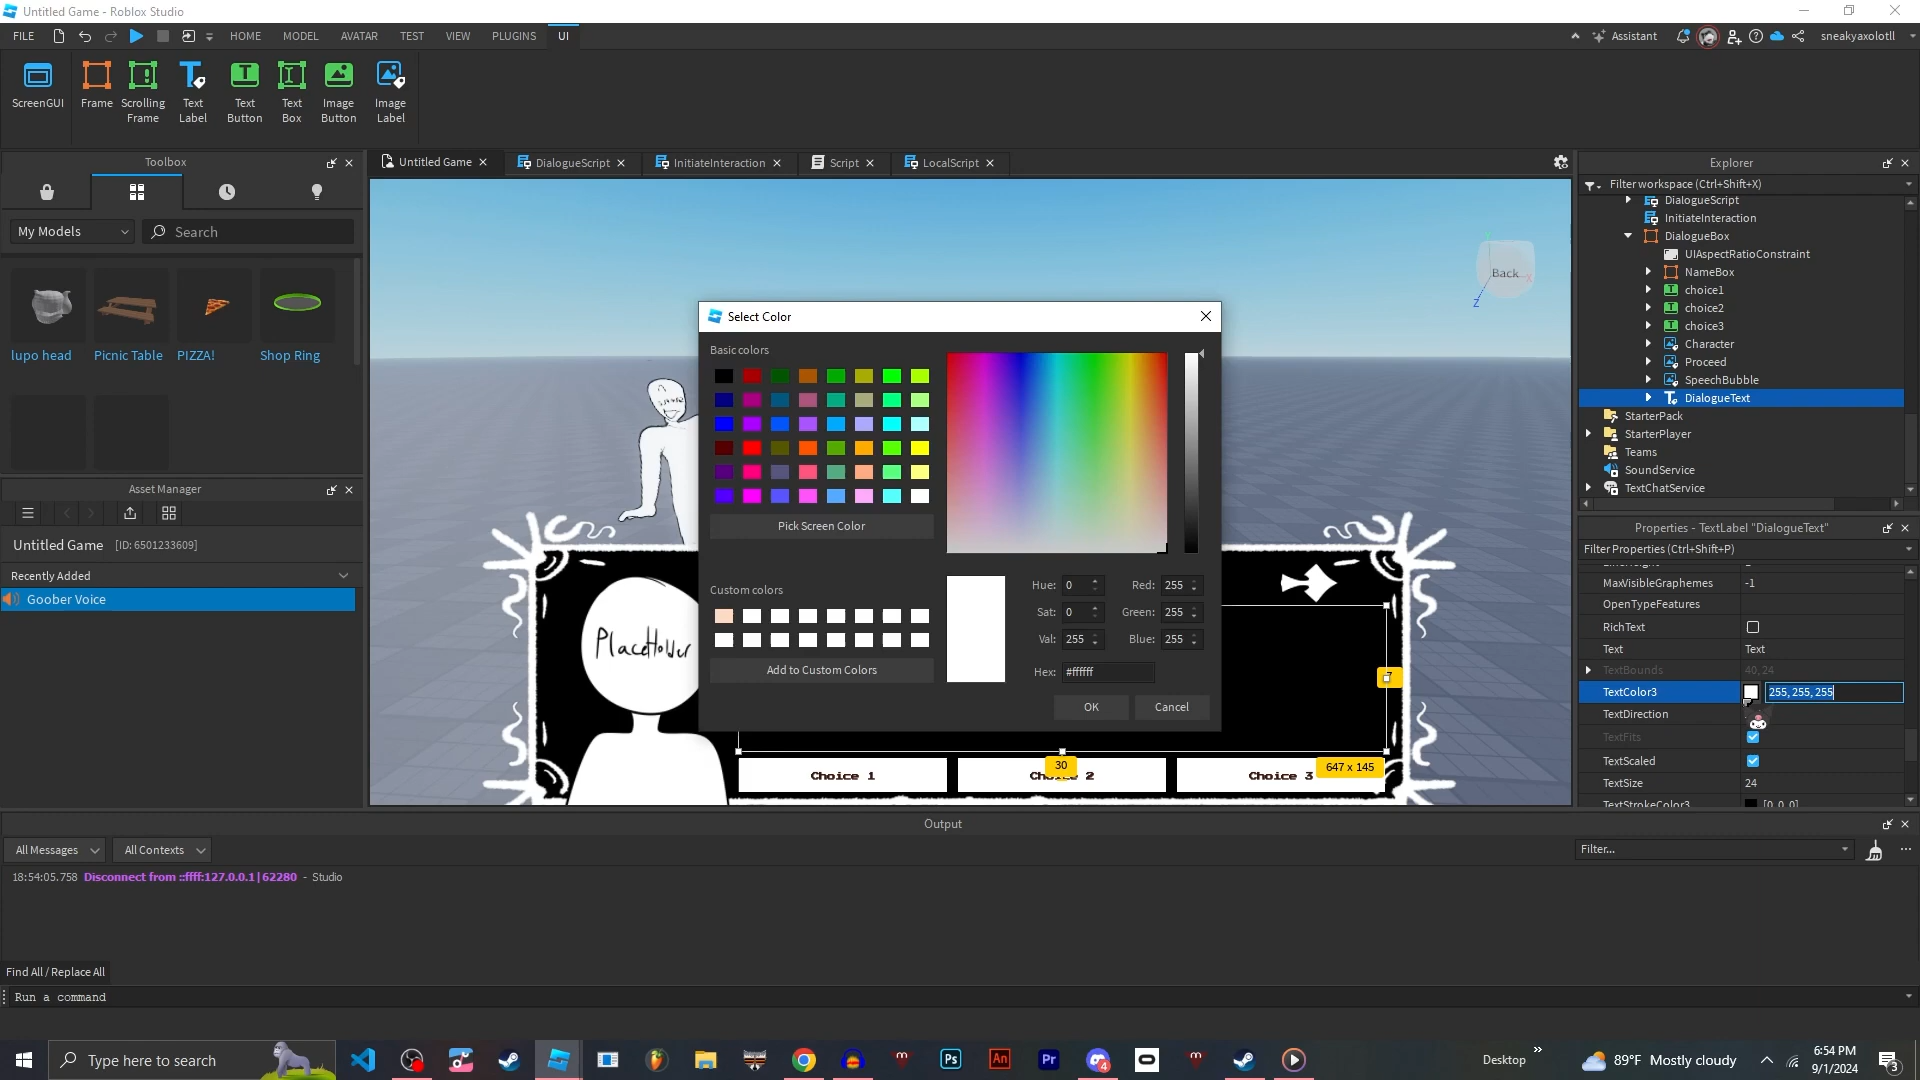 Untitled Game - Roblox Studio
FILE
HOME
MODEL
AVATAR
TEST
VIEW
PLUGINS
UI
Assistant
sneakyaxolotll
ScreenGUI
Frame
Scrolling
Frame
Text
Label
Text
Button
Text
Box
Image
Button
Image
Label
Toolbox
My Models
Search
lupo head
Picnic Table
PIZZA!
Shop Ring
Asset Manager
Untitled Game
[ID: 6501233609]
Recently Added
Goober Voice
Untitled Game
DialogueScript
InitiateInteraction
Script
LocalScript
Back
X
Z
Placeholder
Choice 1
30
Choice 3
647 x 145
Select Color
Basic colors
Pick Screen Color
Custom colors
Add to Custom Colors
Hue: 0
Red: 255
Sat: 0
Green: 255
Val: 255
Blue: 255
Hex: #ffffff
OK
Cancel
Explorer
Filter workspace (Ctrl+Shift+X)
DialogueScript
InitiateInteraction
DialogueBox
UIAspectRatioConstraint
NameBox
choice1
choice2
choice3
Character
Proceed
SpeechBubble
DialogueText
StarterPack
StarterPlayer
Teams
SoundService
TextChatService
Properties - TextLabel "DialogueText"
Filter Properties (Ctrl+Shift+P)
MaxVisibleGraphemes
-1
OpenTypeFeatures
RichText
Text
Text
TextBounds
40, 24
TextColor3
255, 255, 255
TextDirection
TextFits
TextScaled
TextSize
24
TextStrokeColor3
[0, 0, 0]
Output
All Messages
All Contexts
Filter...
18:54:05.758 Disconnect from ::ffff:127.0.0.1|62280 - Studio
Find All / Replace All
Run a command
Type here to search
Ps
An
Pr
4
Desktop
89°F Mostly cloudy
6:54 PM
9/1/2024
3